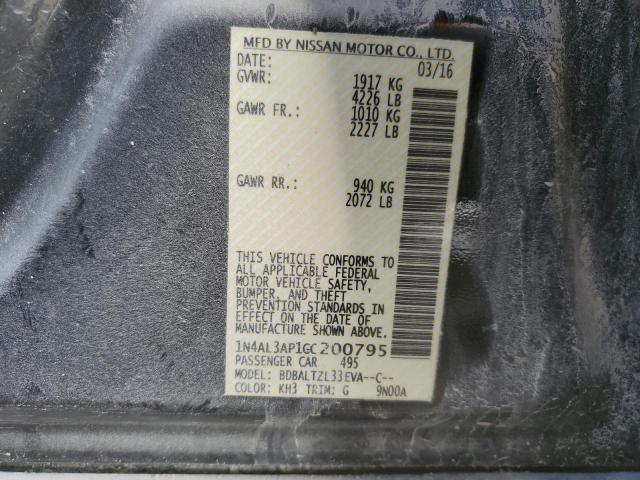 MFD BY NISSAN MOTOR CO., LTD.
DATE: 03/16
GVWR: 1917 KG
4226 LB
GAWR FR.: 1010 KG
2227 LB
GAWR RR.: 940 KG
2072 LB
THIS VEHICLE CONFORMS TO
ALL APPLICABLE FEDERAL
MOTOR VEHICLE SAFETY,
BUMPER, AND THEFT
PREVENTION STANDARDS IN
EFFECT ON THE DATE OF
MANUFACTURE SHOWN ABOVE.
1N4AL3AP1GC200795
PASSENGER CAR 495
MODEL: BDBALTZL33EVA--C--
COLOR: KH3 TRIM: G 9N00A